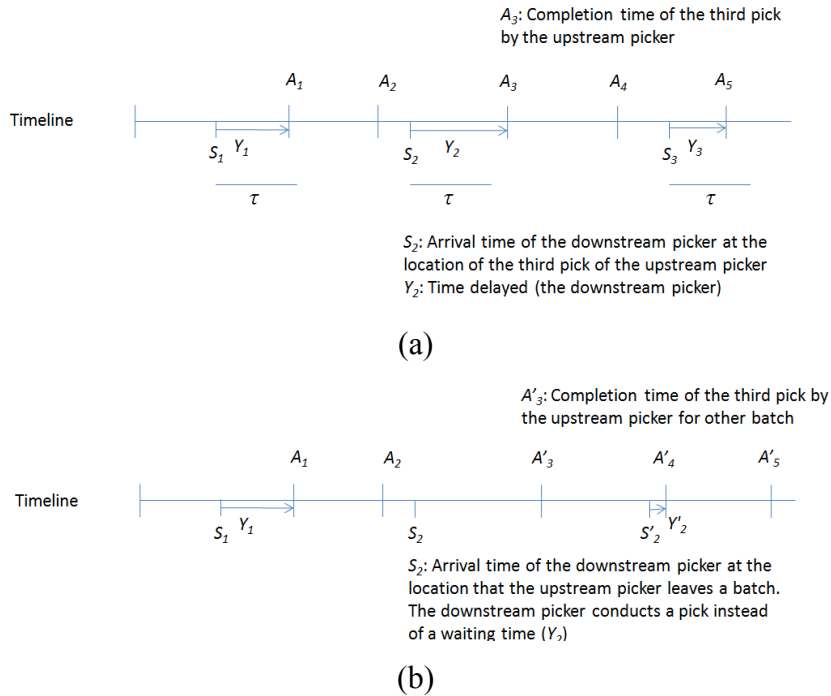 A3: Completion time of the third pick
by the upstream picker
A1 A2 A3 A4 A5
Timeline
S1 Y1 S2 Y2 S3 Y3
τ τ τ
S2: Arrival time of the downstream picker at the
location of the third pick of the upstream picker
Y2: Time delayed (the downstream picker)
(a)
A'3: Completion time of the third pick by
the upstream picker for other batch
A1 A2 A'3 A'4 A'5
Timeline
S1 Y1 S2 S'2 Y'2
S2: Arrival time of the downstream picker at the
location that the upstream picker leaves a batch.
The downstream picker conducts a pick instead
of a waiting time (Y2)
(b)